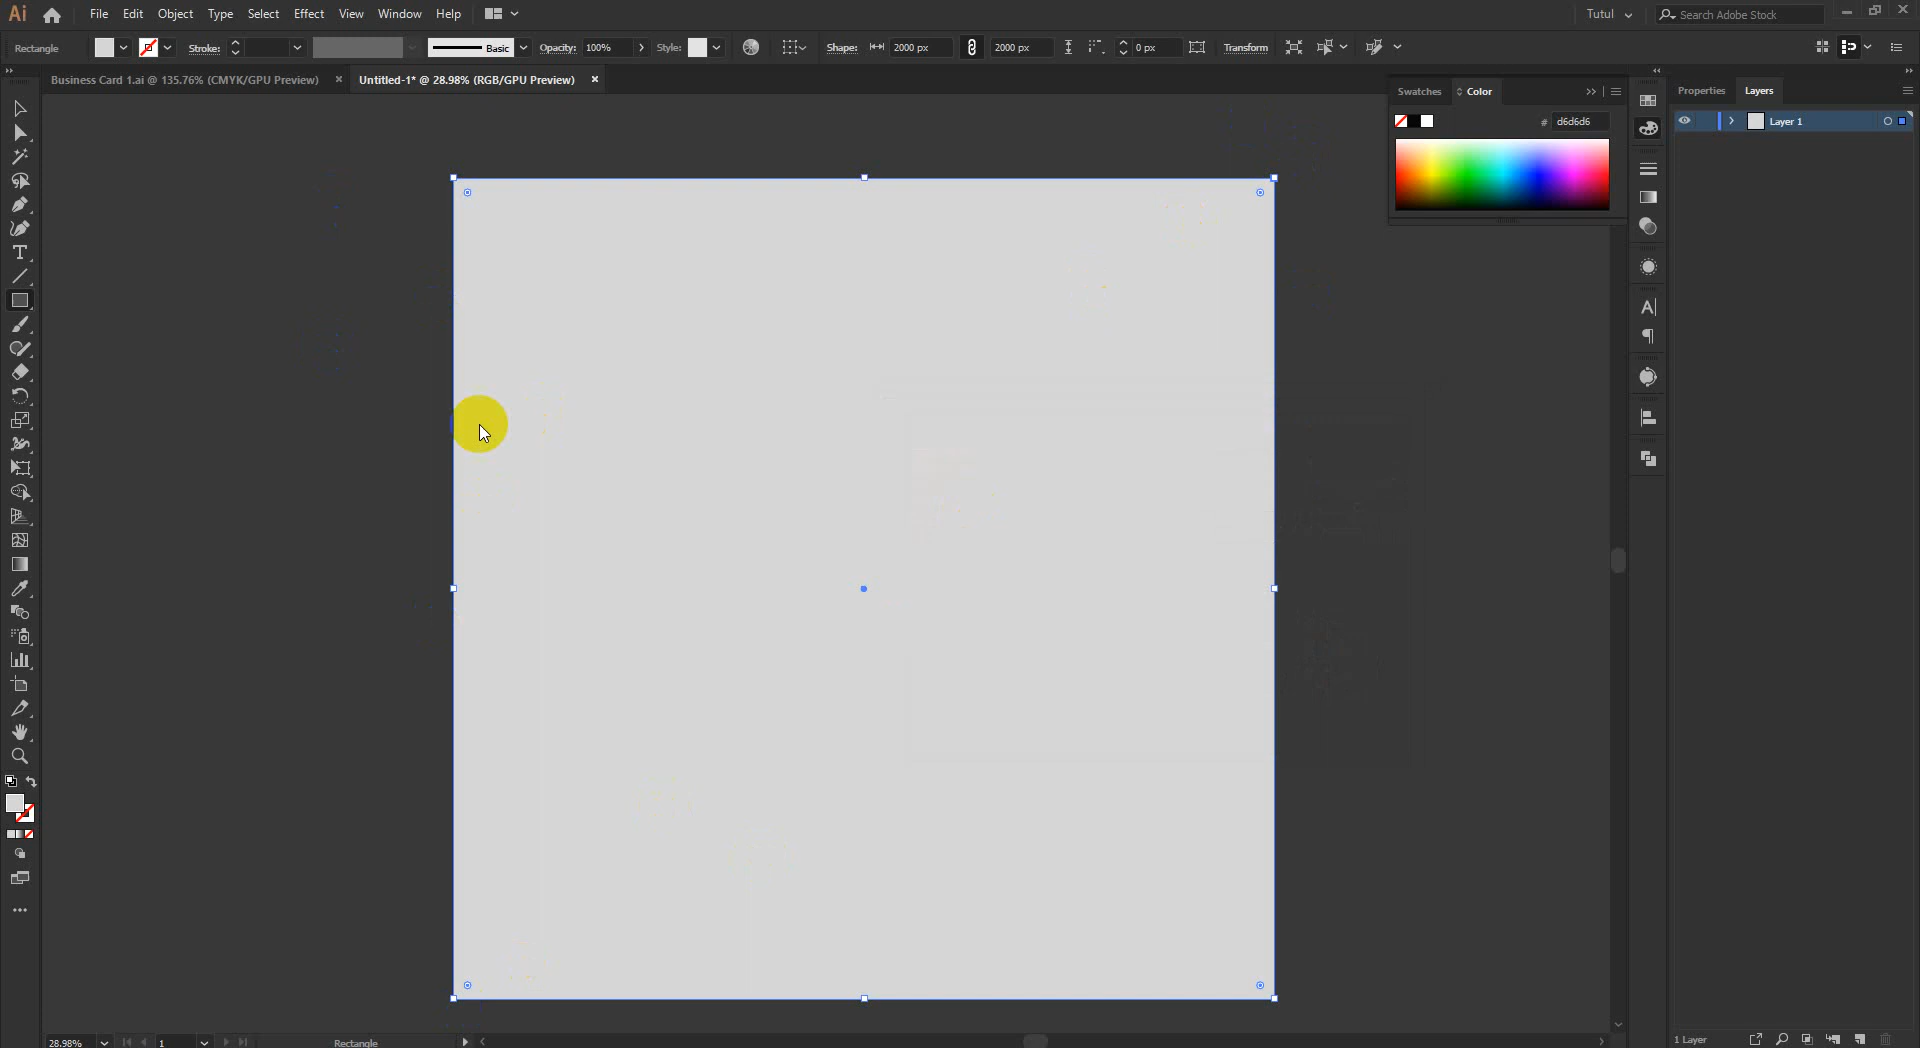 Ai File Edit Object Type Select Effect View Window Help Tutul Search Adobe Stock
Rectangle Stroke: Basic Opacity: 100% Style: Shape: 2000 px 2000 px 0 px Transform
Business Card 1.ai @ 135.76% (CMYK/GPU Preview) × Untitled-1* @ 28.98% (RGB/GPU Preview) ×
Swatches Color
# d6d6d6
Properties Layers
Layer 1
28.98% 1 Rectangle
1 Layer